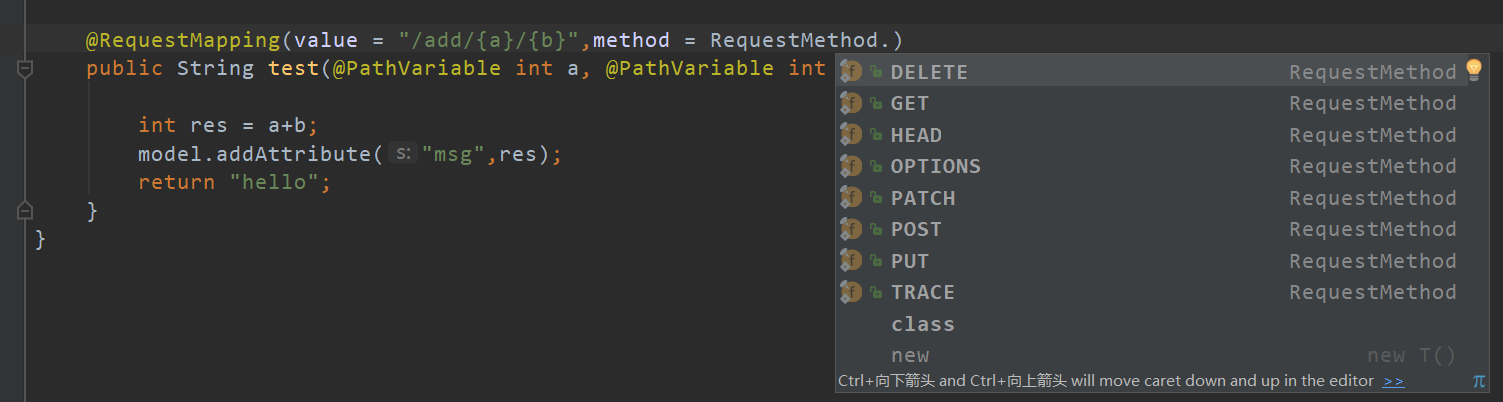 @RequestMapping(value = "/add/{a}/{b}",method = RequestMethod.)
public String test(@PathVariable int a, @PathVariable int
DELETE RequestMethod
GET RequestMethod
int res = a+b;
HEAD RequestMethod
model.addAttribute( s: "msg",res);
OPTIONS RequestMethod
return "hello";
PATCH RequestMethod
}
POST RequestMethod
}
PUT RequestMethod
TRACE RequestMethod
class
new new T()
Ctrl+向下箭头 and Ctrl+向上箭头 will move caret down and up in the editor >>
π